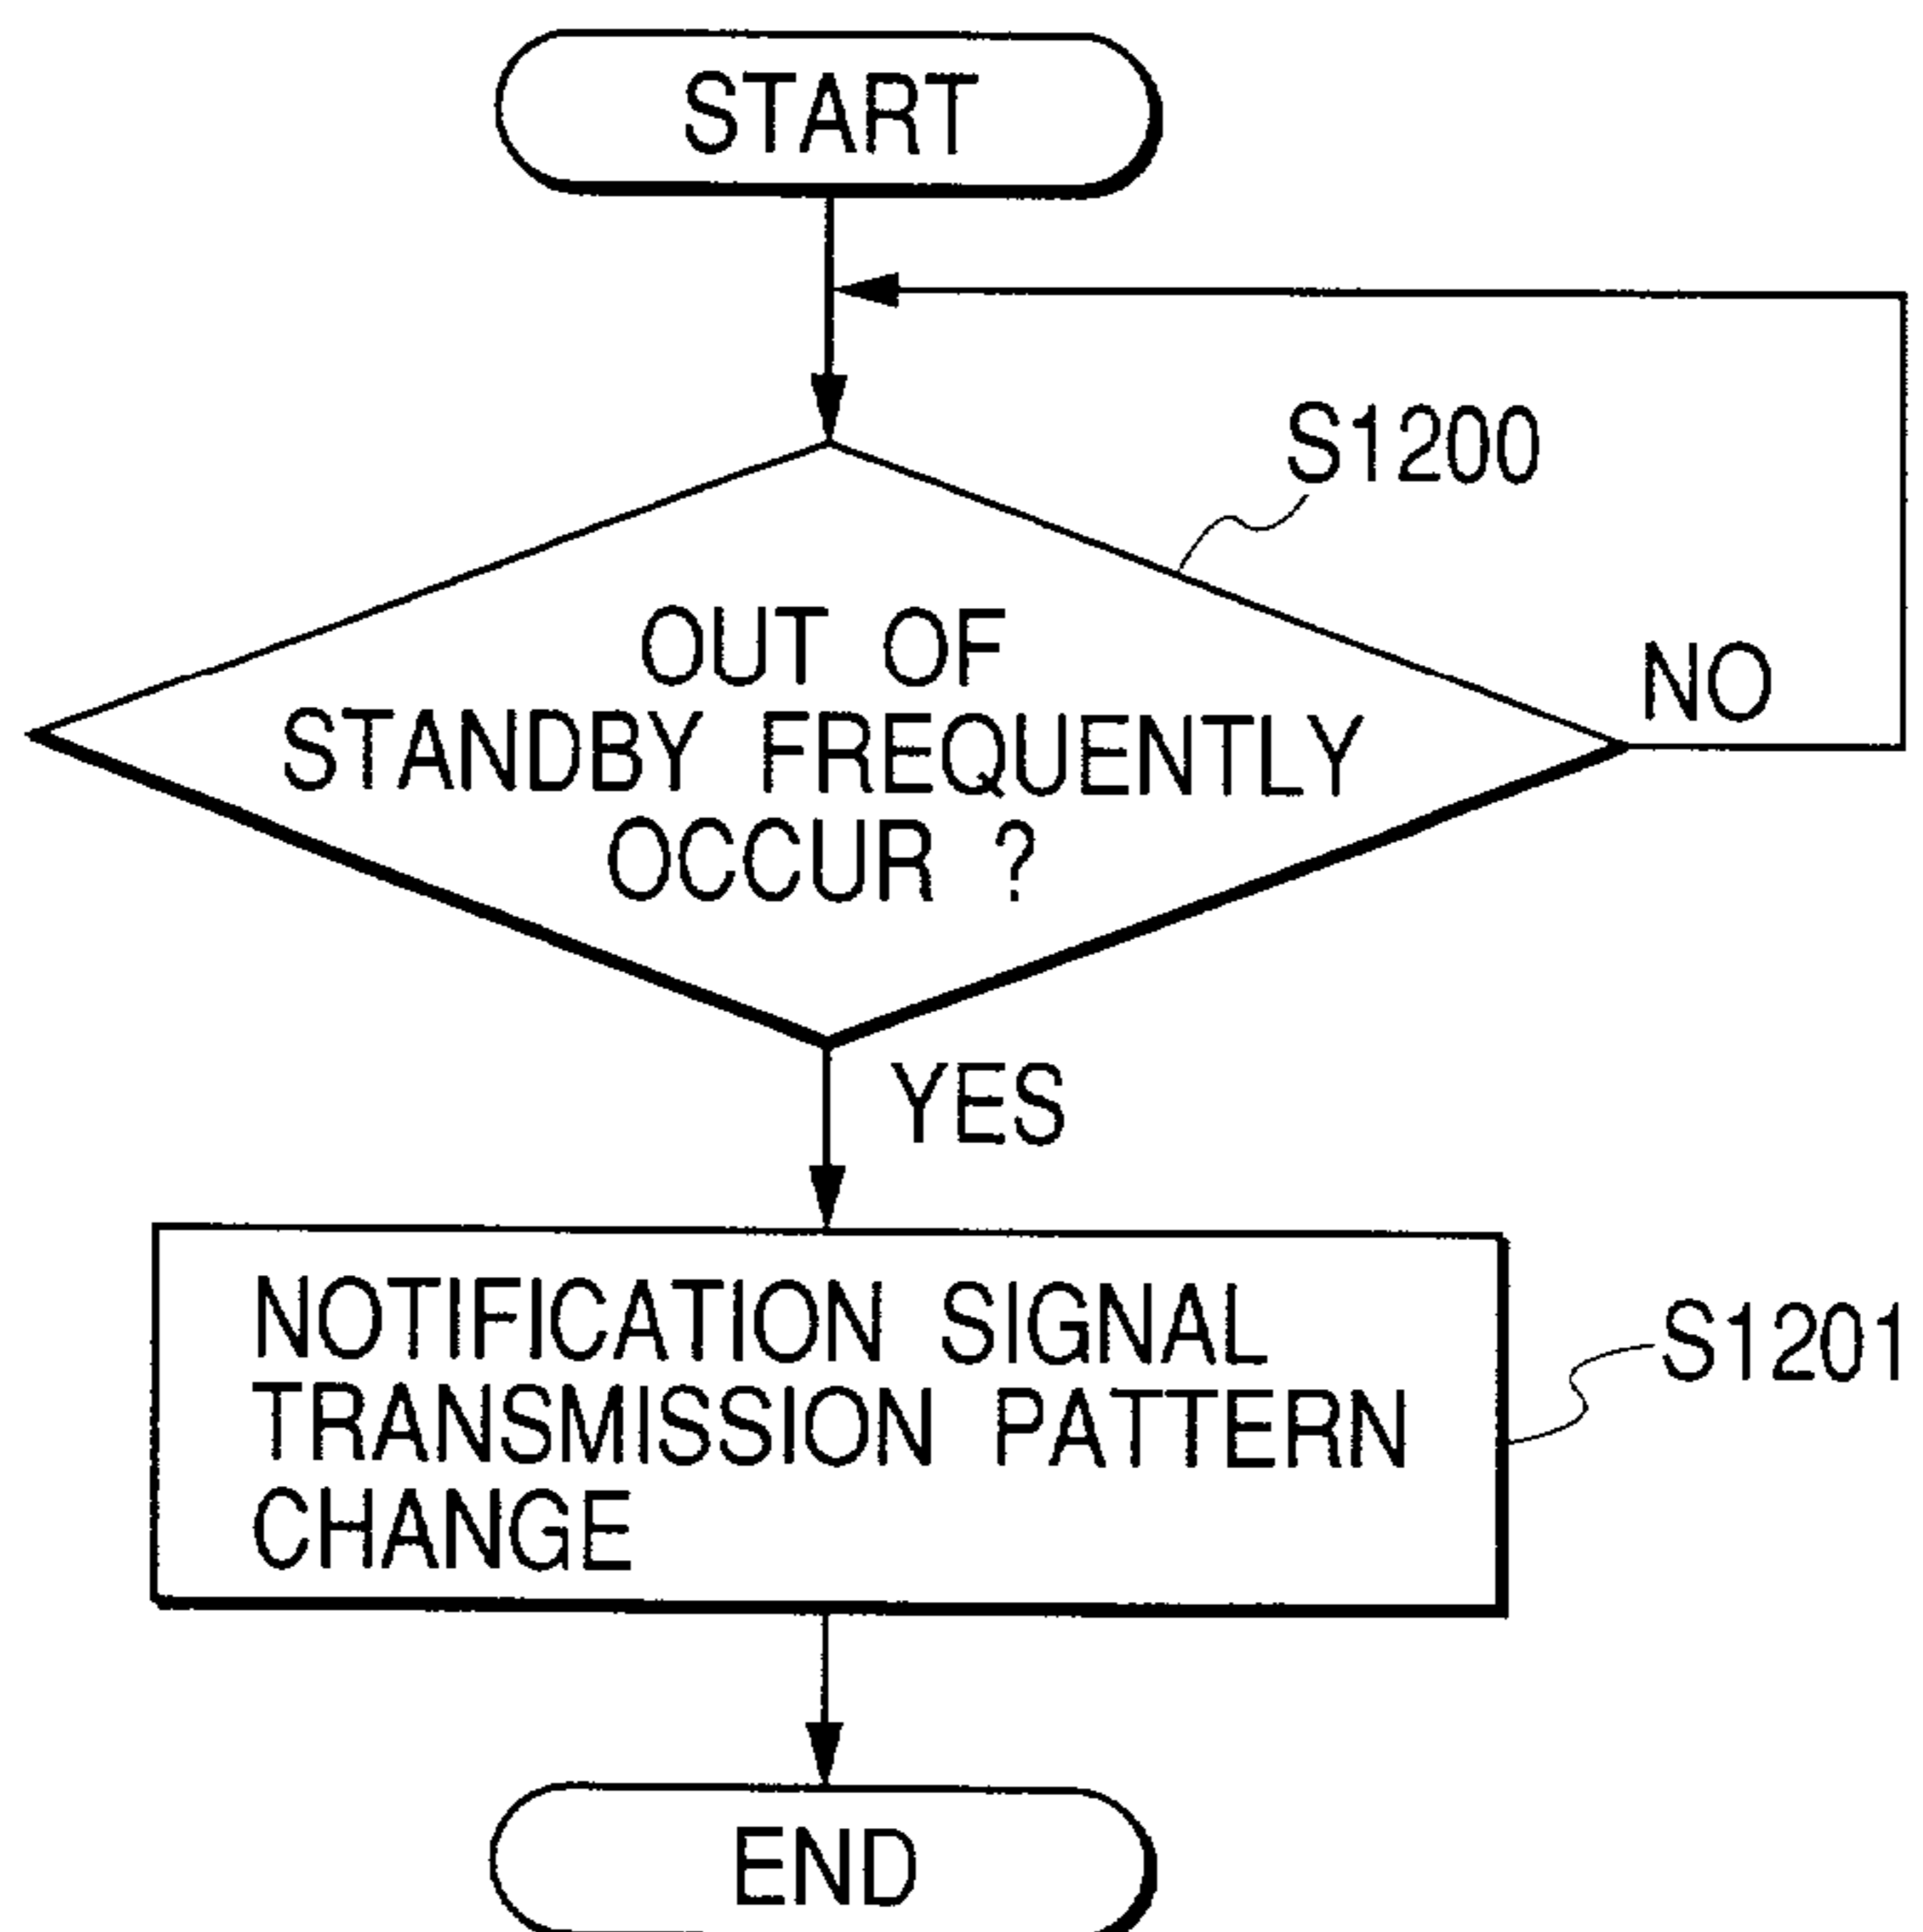 START
S1200
OUT OF
STANDBY FREQUENTLY
OCCUR ?
NO
YES
NOTIFICATION SIGNAL
TRANSMISSION PATTERN
CHANGE
S1201
END